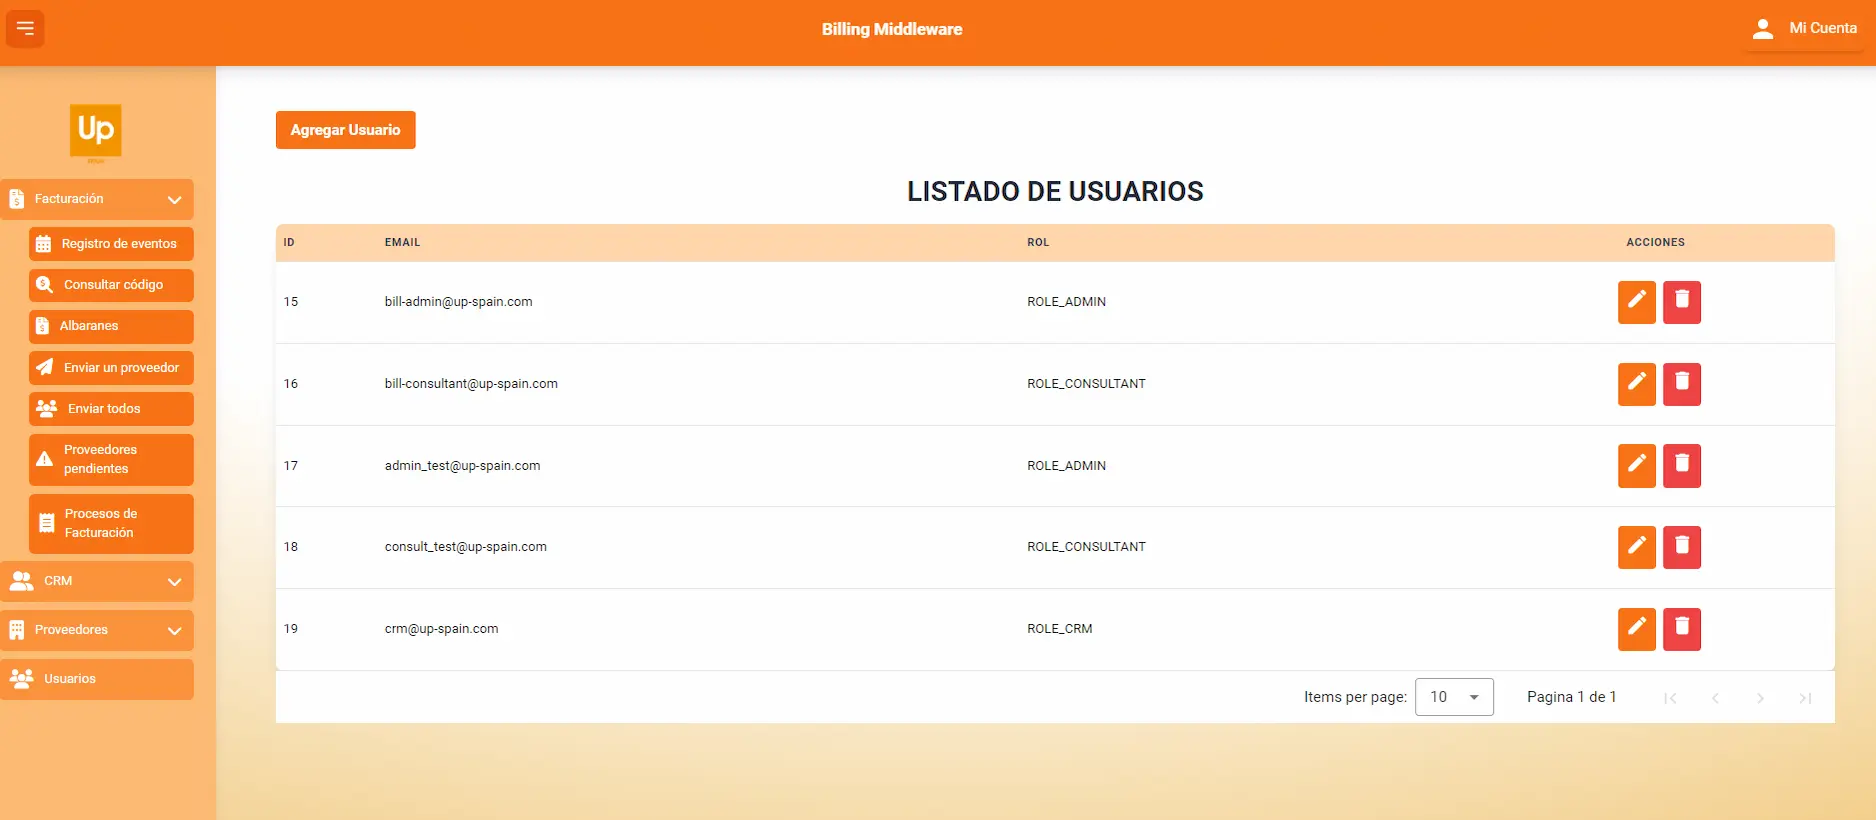 Billing Middleware
Mi Cuenta
Up
Facturación
Registro de eventos
Consultar código
Albaranes
Enviar un proveedor
Enviar todos
Proveedores
pendientes
Procesos de
Facturación
CRM
Proveedores
Usuarios
Agregar Usuario
LISTADO DE USUARIOS
ID EMAIL ROL ACCIONES
15 bill-admin@up-spain.com ROLE_ADMIN
16 bill-consultant@up-spain.com ROLE_CONSULTANT
17 admin_test@up-spain.com ROLE_ADMIN
18 consult_test@up-spain.com ROLE_CONSULTANT
19 crm@up-spain.com ROLE_CRM
Items per page: 10 Pagina 1 de 1